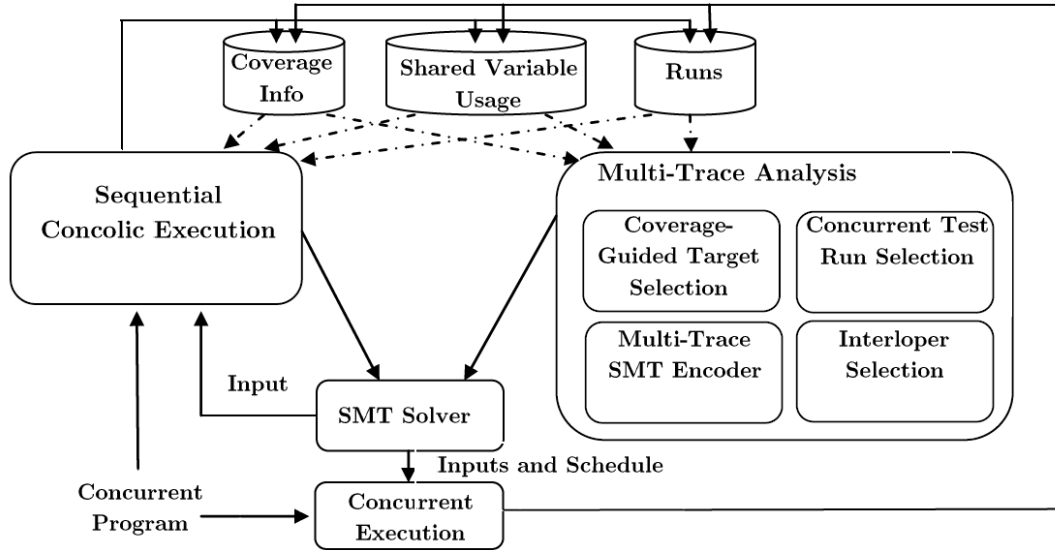 Coverage
Info
Shared Variable
Usage
Runs
Sequential
Concolic Execution
Multi-Trace Analysis
Coverage-
Guided Target
Selection
Concurrent Test
Run Selection
Multi-Trace
SMT Encoder
Interloper
Selection
Input
SMT Solver
Inputs and Schedule
Concurrent
Program
Concurrent
Execution